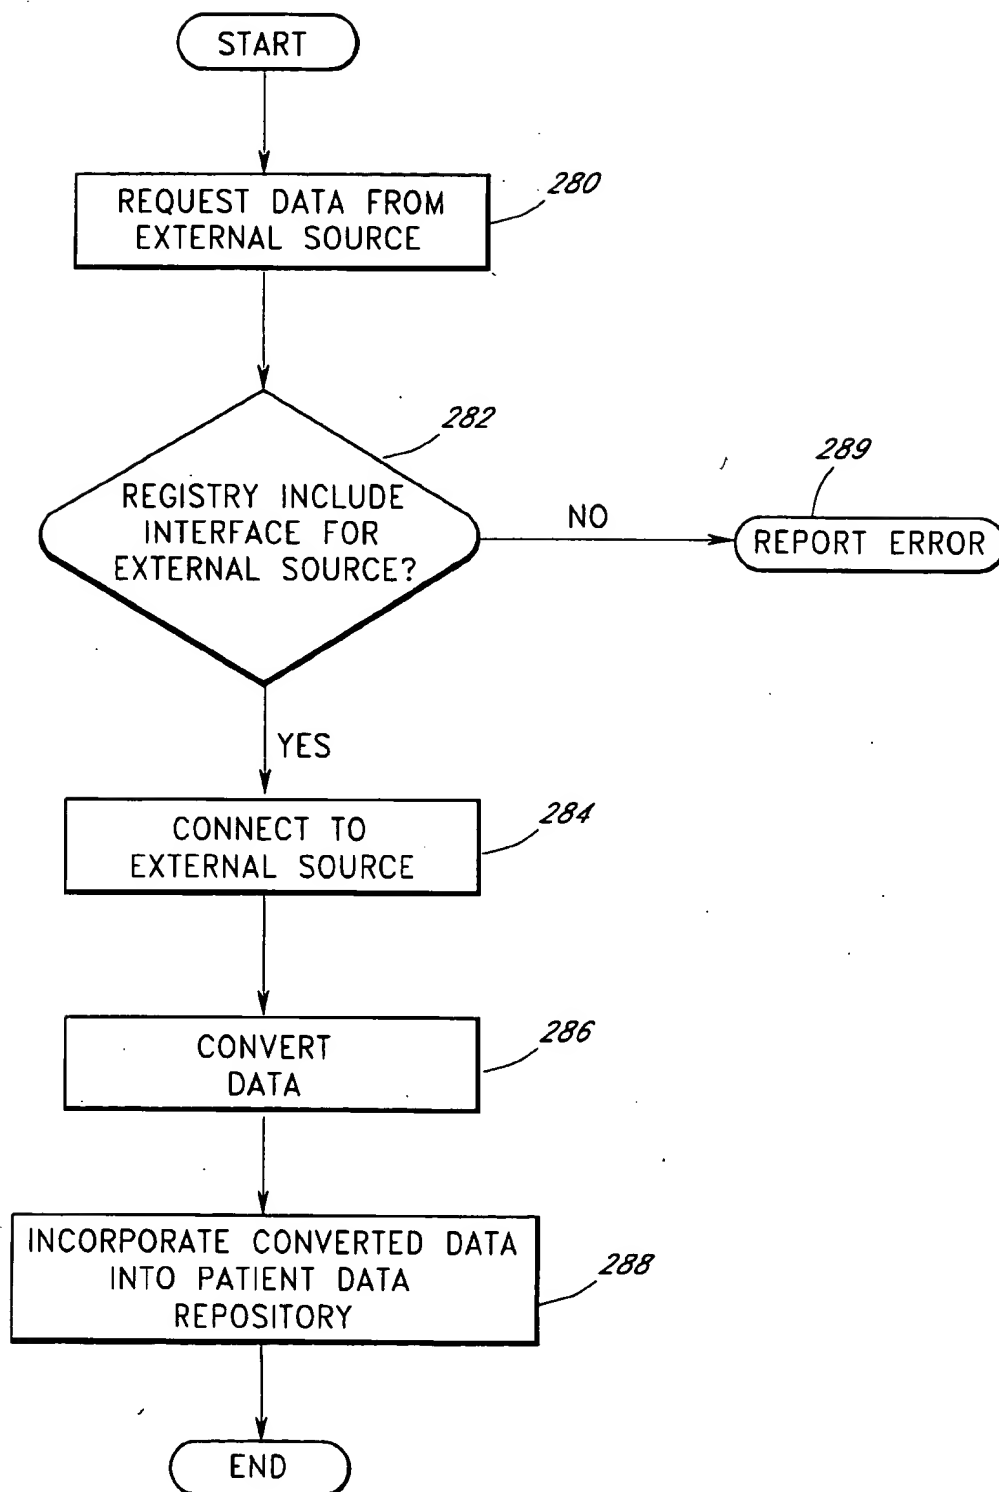 START
REQUEST DATA FROM
EXTERNAL SOURCE
280
REGISTRY INCLUDE
INTERFACE FOR
EXTERNAL SOURCE?
282
NO
REPORT ERROR
289
YES
CONNECT TO
EXTERNAL SOURCE
284
CONVERT
DATA
286
INCORPORATE CONVERTED DATA
INTO PATIENT DATA
REPOSITORY
288
END